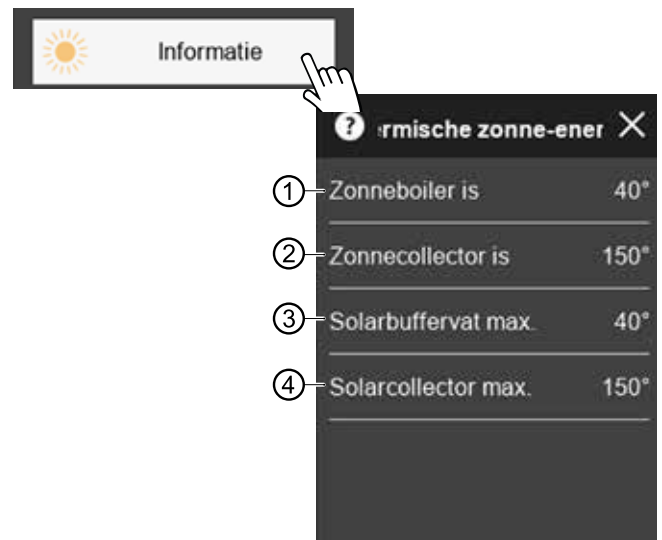 Informatie
? rmische zonne-ener ×
① Zonneboiler is 40°
② Zonnecollector is 150°
③ Solarbuffervat max. 40°
④ Solarcollector max. 150°